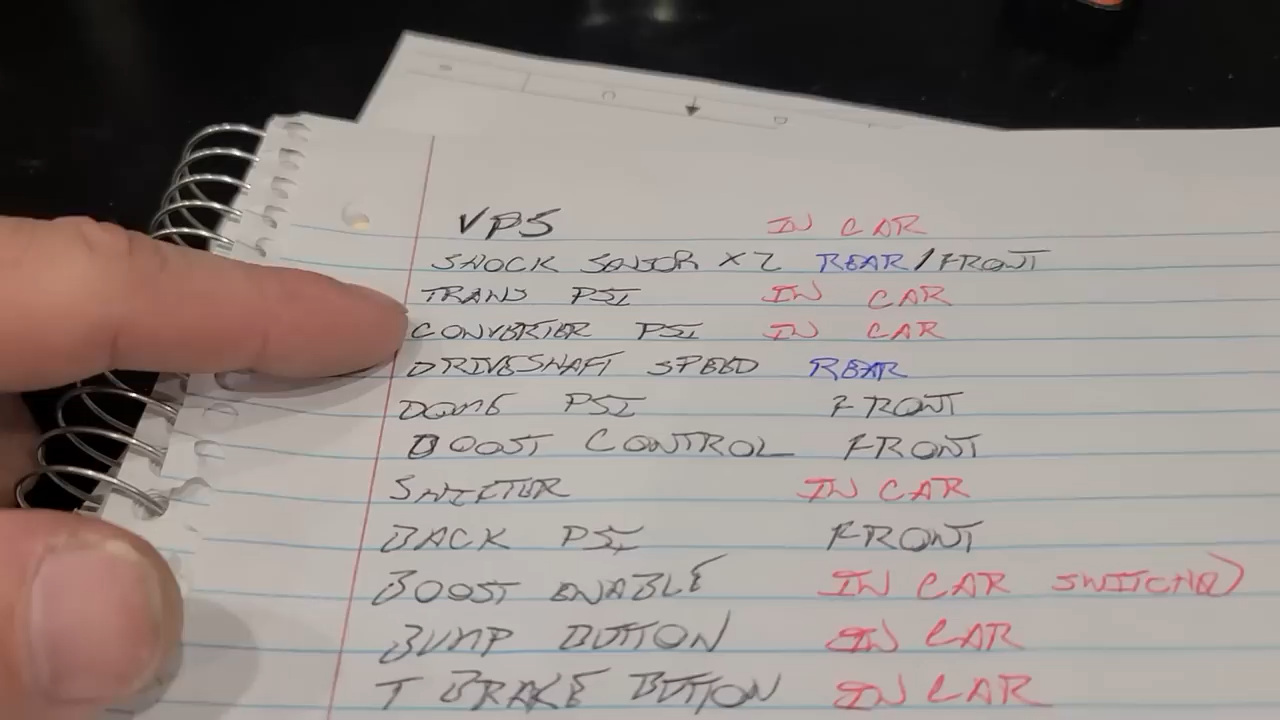 VPS IN CAR
SHOCK SENSOR X 2 REAR / FRONT
TRANS PSI IN CAR
CONVERTER PSI IN CAR
DRIVESHAFT SPEED REAR
DOME PSI FRONT
BOOST CONTROL FRONT
SHIFTER IN CAR
BACK PSI FRONT
BOOST ENABLE IN CAR SWITCHED
BUMP BUTTON IN CAR
T BRAKE BUTTON IN CAR